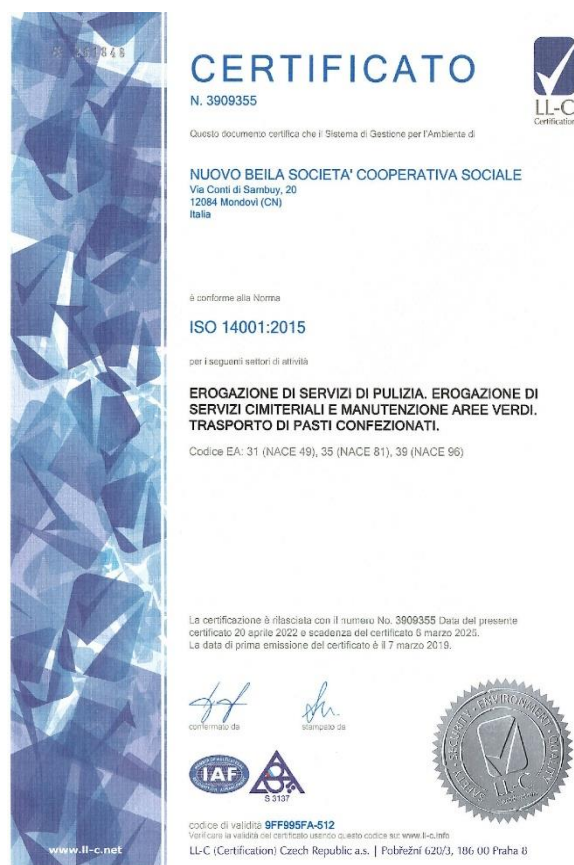 CERTIFICATO
N. 3909355
LL-C
Certification
Questo documento certifica che il Sistema di Gestione per l'Ambiente di
NUOVO BEILA SOCIETA' COOPERATIVA SOCIALE
Via Conti di Sambuy, 20
12084 Mondovì (CN)
Italia
è conforme alla Norma
ISO 14001:2015
per i seguenti settori di attività
EROGAZIONE DI SERVIZI DI PULIZIA. EROGAZIONE DI
SERVIZI CIMITERIALI E MANUTENZIONE AREE VERDI.
TRASPORTO DI PASTI CONFEZIONATI.
Codice EA: 31 (NACE 49), 35 (NACE 81), 39 (NACE 96)
La certificazione è rilasciata con il numero No. 3909355 Data del presente
certificato 20 aprile 2022 e scadenza del certificato 6 marzo 2025.
La data di prima emissione del certificato è il 7 marzo 2019.
confermato da
stampato da
IAF
S 3137
LL-C
codice di validità 9FF995FA-512
Verificare la validità del certificato usando questo codice su: www.ll-c.info
www.ll-c.net
LL-C (Certification) Czech Republic a.s. | Pobřežní 620/3, 186 00 Praha 8